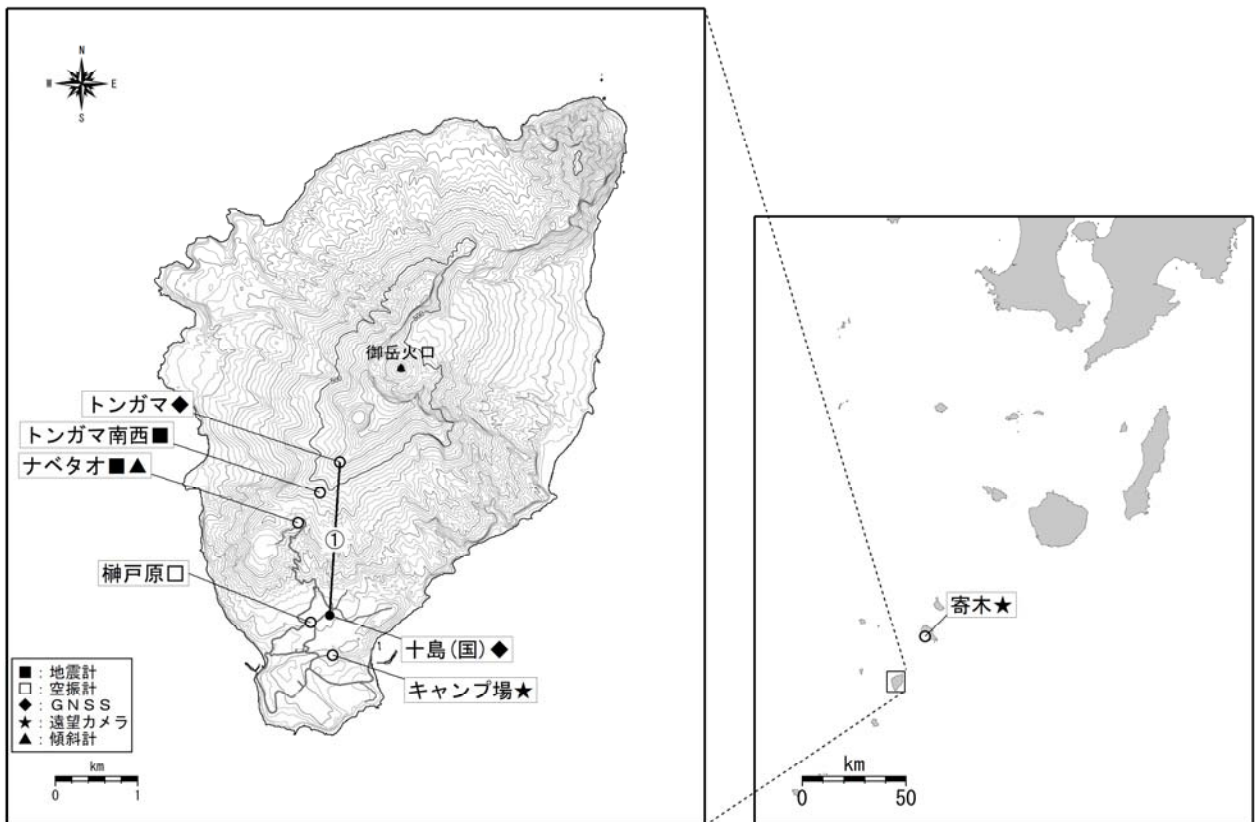 N
W E
S
御岳火口
トンガマ◆
トンガマ南西■
ナベタオ■▲
①
榊戸原□
十島(国)◆
キャンプ場★
■:地震計
□:空振計
◆:GNSS
★:遠望カメラ
▲:傾斜計
km
0 1
寄木★
km
0 50